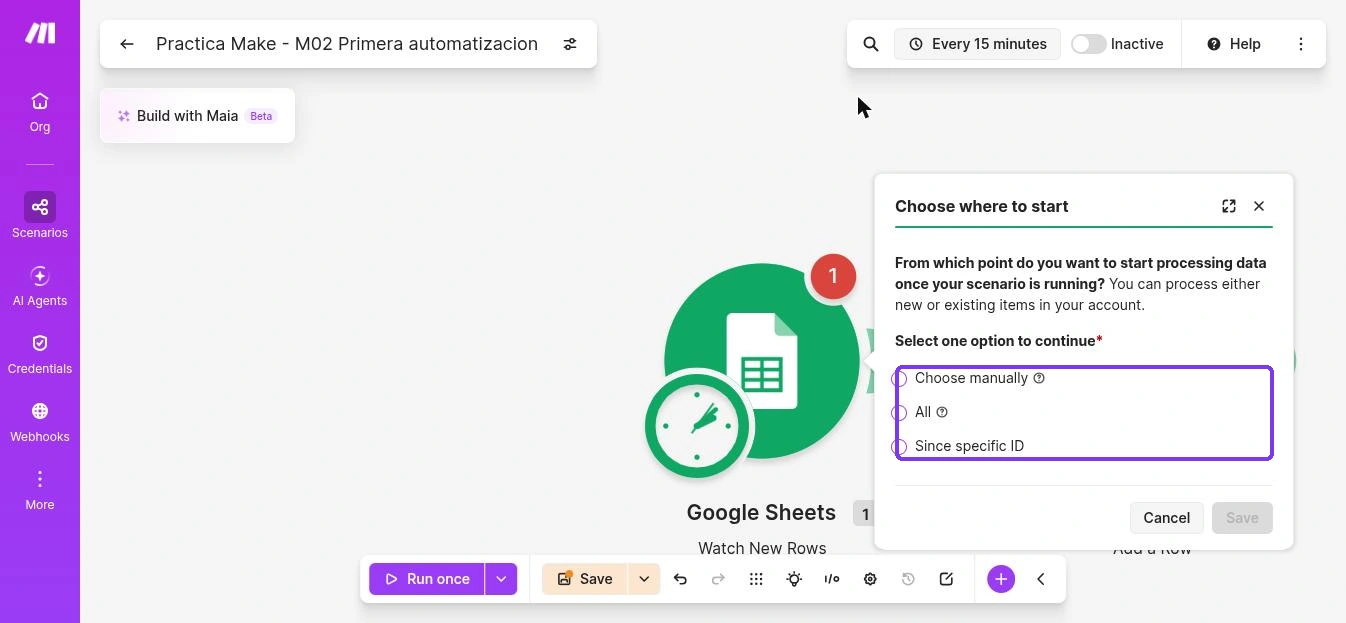 Practica Make - M02 Primera automatizacion
Every 15 minutes
Inactive
Help
Build with Maia Beta
Org
Scenarios
AI Agents
Credentials
Webhooks
More
Choose where to start
From which point do you want to start processing data
once your scenario is running? You can process either
new or existing items in your account.
Select one option to continue*
Choose manually
All
Since specific ID
Cancel
Save
1
Google Sheets 1
Watch New Rows
Add a Row
Run once
Save